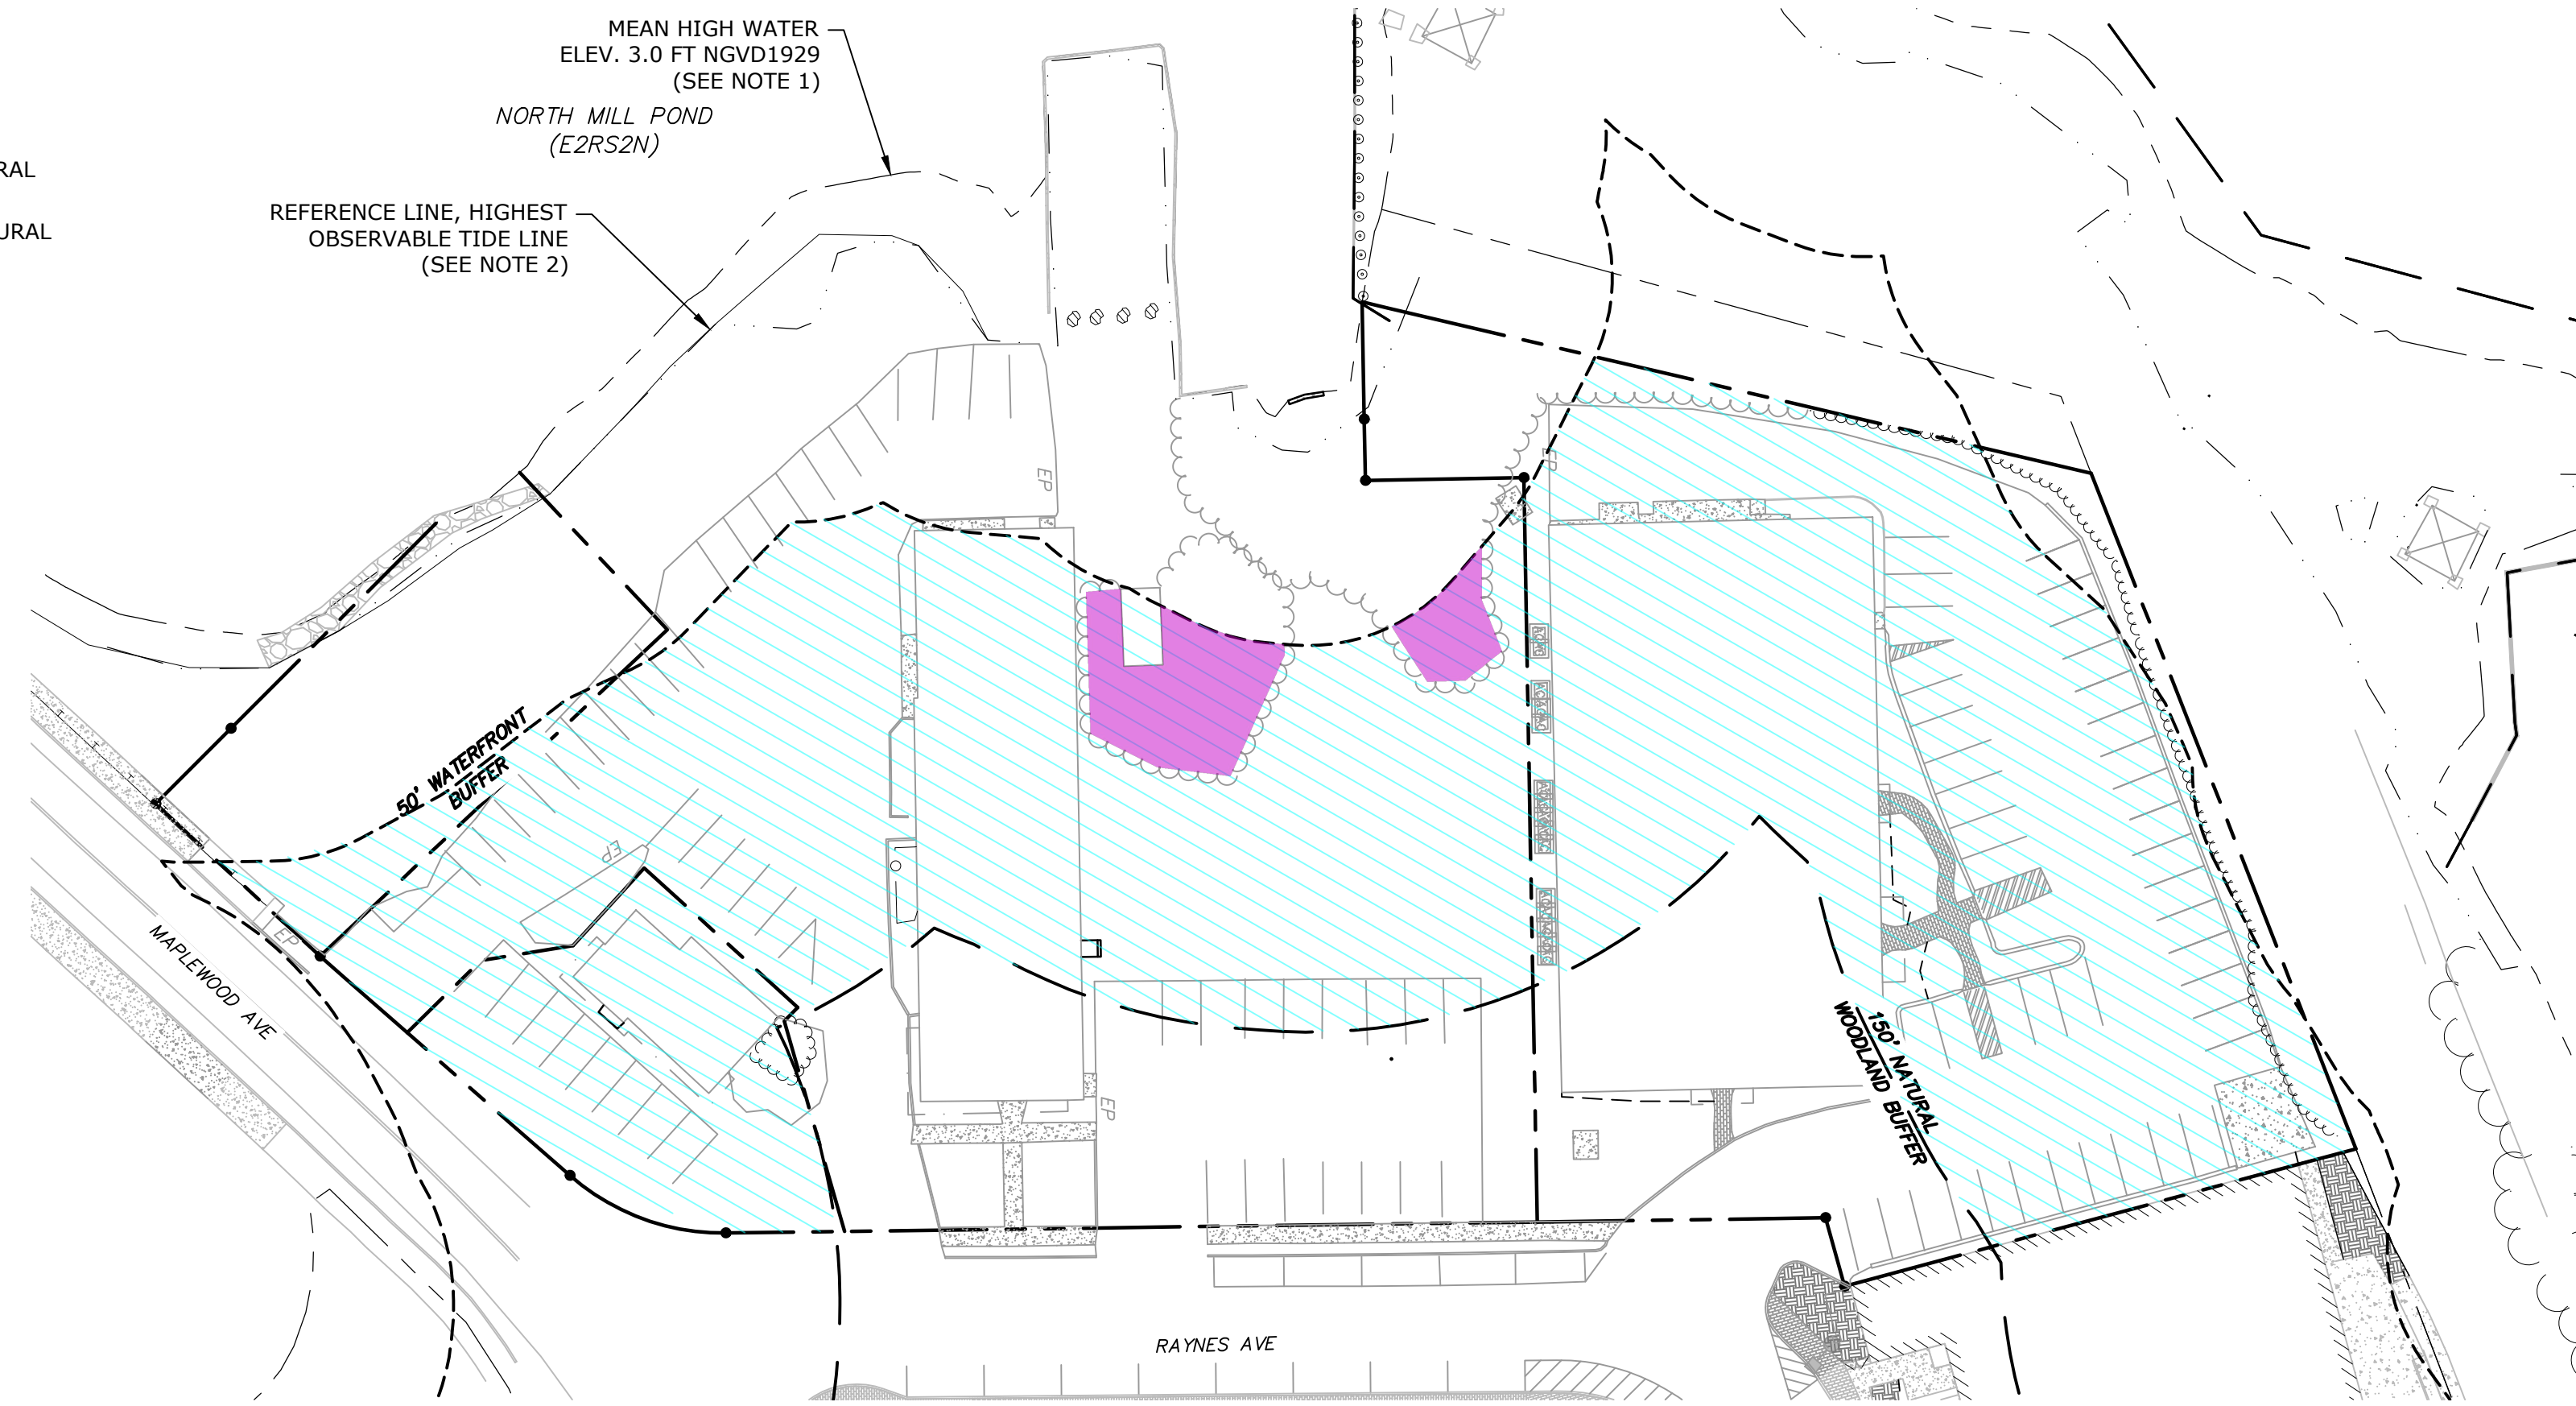 MEAN HIGH WATER
ELEV. 3.0 FT NGVD1929
(SEE NOTE 1)
NORTH MILL POND
(E2RS2N)
RAL
REFERENCE LINE, HIGHEST
OBSERVABLE TIDE LINE
(SEE NOTE 2)
URAL
EP
EP
50' WATERFRONT
BUFFER
EP
EP
MAPLEWOOD AVE
150' NATURAL
WOODLAND BUFFER
EP
RAYNES AVE